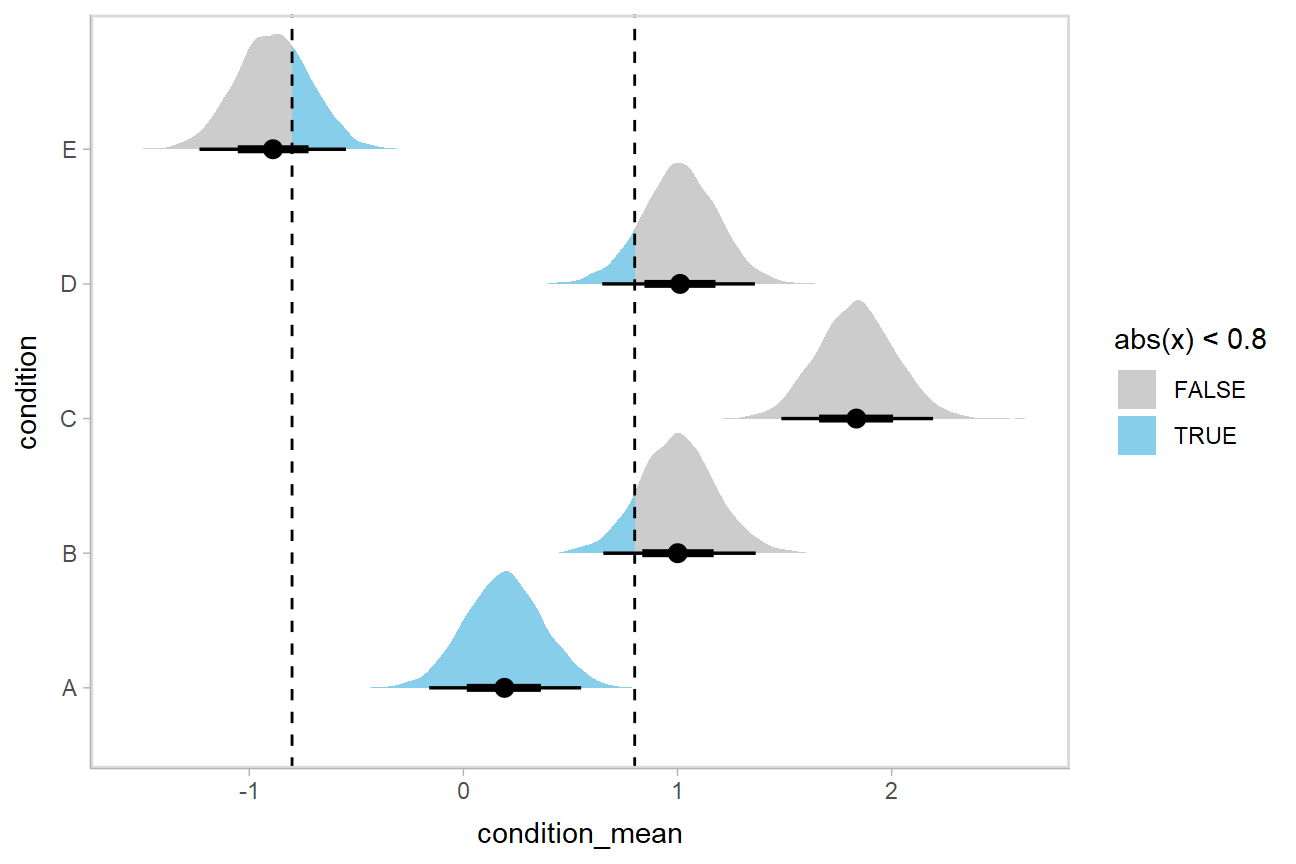 condition
E
D
C
B
A
-1 0 1 2
condition_mean
abs(x) < 0.8
FALSE
TRUE